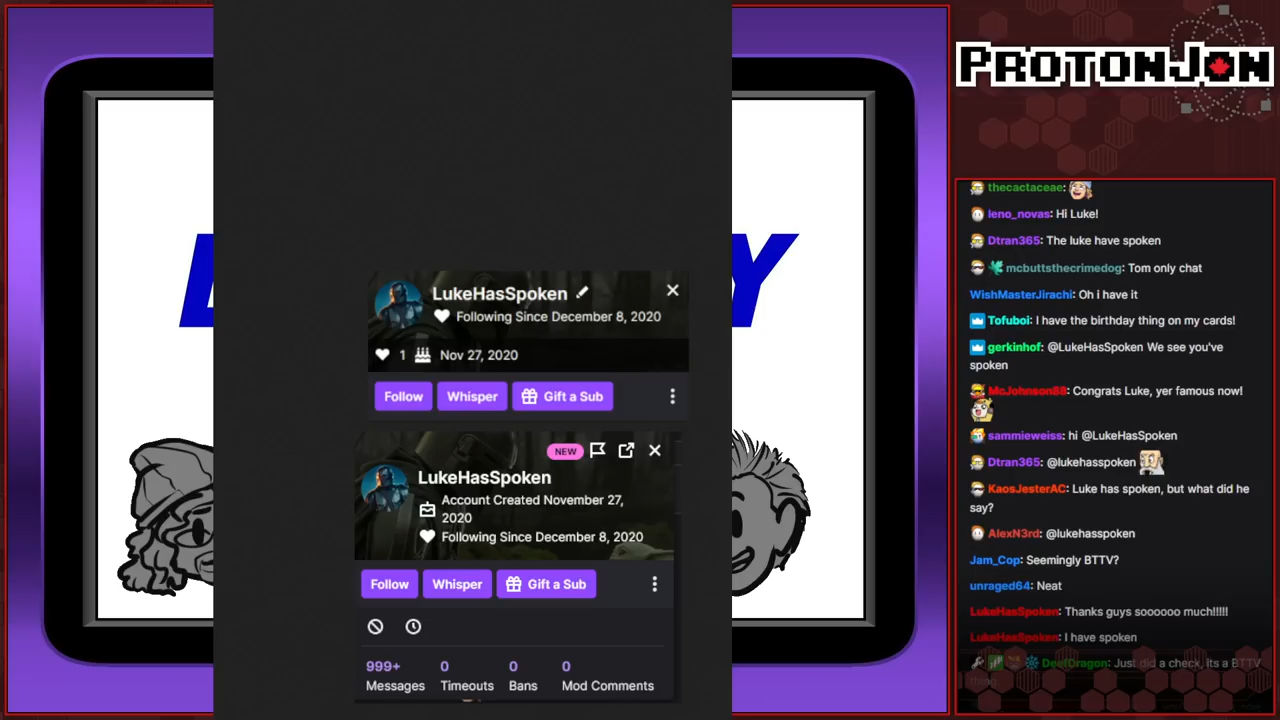 PROTONJON
LukeHasSpoken
Following Since December 8, 2020
1 Nov 27, 2020
Follow Whisper Gift a Sub
NEW
LukeHasSpoken
Account Created November 27,
2020
Following Since December 8, 2020
Follow Whisper Gift a Sub
999+ 0 0 0
Messages Timeouts Bans Mod Comments
Y
thecactaceae:
leno_novas: Hi Luke!
Dtran365: The luke have spoken
mcbuttsthecrimedog: Tom only chat
WishMasterJirachi: Oh i have it
Tofuboi: I have the birthday thing on my cards!
gerkinhof: @LukeHasSpoken We see you've
spoken
McJohnson88: Congrats Luke, yer famous now!
sammieweiss: hi @LukeHasSpoken
Dtran365: @lukehasspoken
KaosJesterAC: Luke has spoken, but what did he
say?
AlexN3rd: @lukehasspoken
Jam_Cop: Seemingly BTTV?
unraged64: Neat
LukeHasSpoken: Thanks guys soooooo much!!!!!
LukeHasSpoken: I have spoken
DeefDragon: Just did a check, its a BTTV
thing